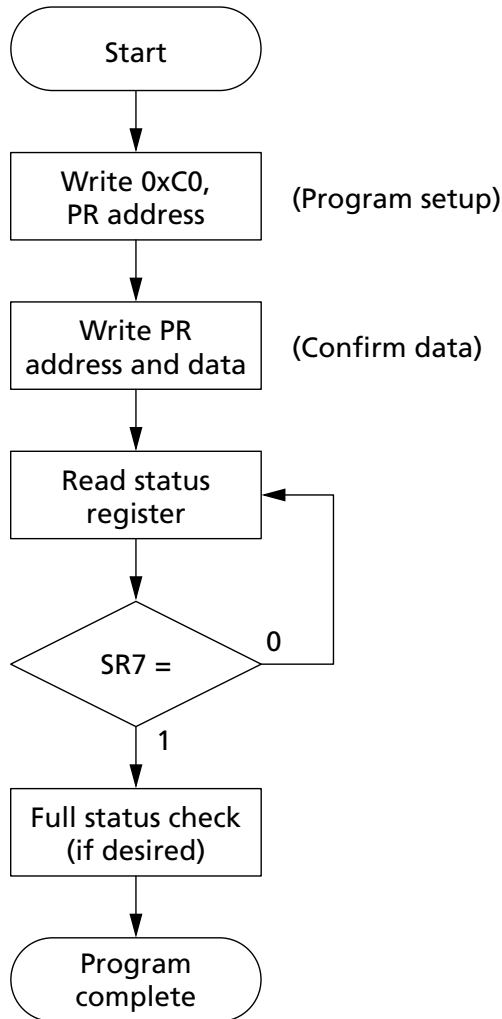 Start
Write 0xC0,
PR address
(Program setup)
Write PR
address and data
(Confirm data)
Read status
register
SR7 =
0
1
Full status check
(if desired)
Program
complete